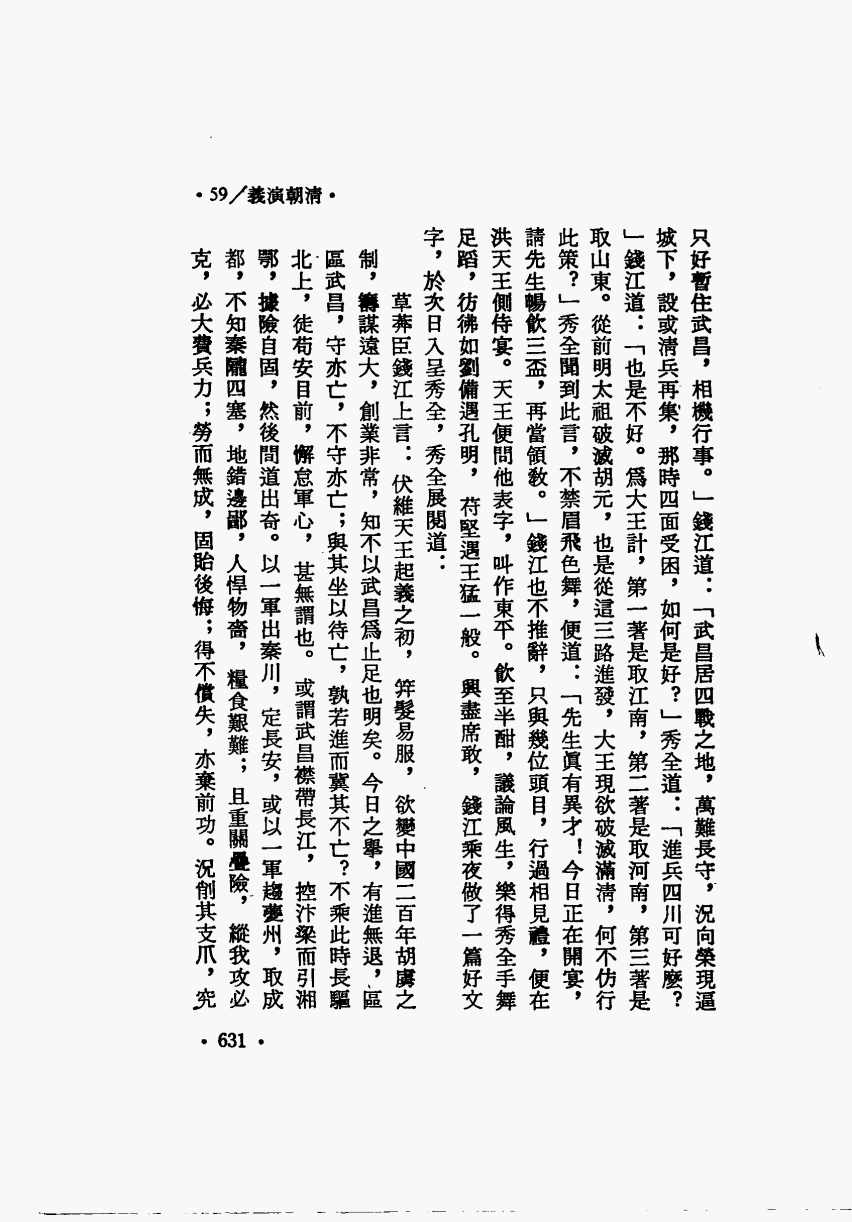 ·59／義演朝清·
只好暫住武昌，相機行事。」錢江道：「武昌居四戰之地，萬難長守，況向榮現逼
城下，設或清兵再集，那時四面受困，如何是好？」秀全道：「進兵四川可好麼？
」錢江道：「也是不好。爲大王計，第一著是取江南，第二著是取河南，第三著是
取山東。從前明太祖破滅胡元，也是從這三路進發，大王現欲破滅滿清，何不仿行
此策？」秀全聞到此言，不禁眉飛色舞，便道：「先生眞有異才！今日正在開宴，
請先生暢飮三盃，再當領敎。」錢江也不推辭，只與幾位頭目，行過相見禮，便在
洪天王側侍宴。天王便問他表字，叫作東平。飮至半酣，議論風生，樂得秀全手舞
足蹈，彷彿如劉備遇孔明，苻堅遇王猛一般。興盡席散，錢江乘夜做了一篇好文
字，於次日入呈秀全，秀全展閱道：
草莽臣錢江上言：伏維天王起義之初，笄髮易服，欲變中國二百年胡虜之
制，籌謀遠大，創業非常，知不以武昌爲止足也明矣。今日之舉，有進無退，區
區武昌，守亦亡，不守亦亡；與其坐以待亡，孰若進而冀其不亡？不乘此時長驅
北上，徒苟安目前，懈怠軍心，甚無謂也。或謂武昌襟帶長江，控汴梁而引湘
鄂，據險自固，然後間道出奇。以一軍出秦川，定長安，或以一軍趨夔州，取成
都，不知秦隴四塞，地錯邊鄙，人悍物嗇，糧食艱難；且重關疊險，縱我攻必
克，必大費兵力；勞而無成，固貽後悔；得不償失，亦棄前功。況削其支爪，究
·631·